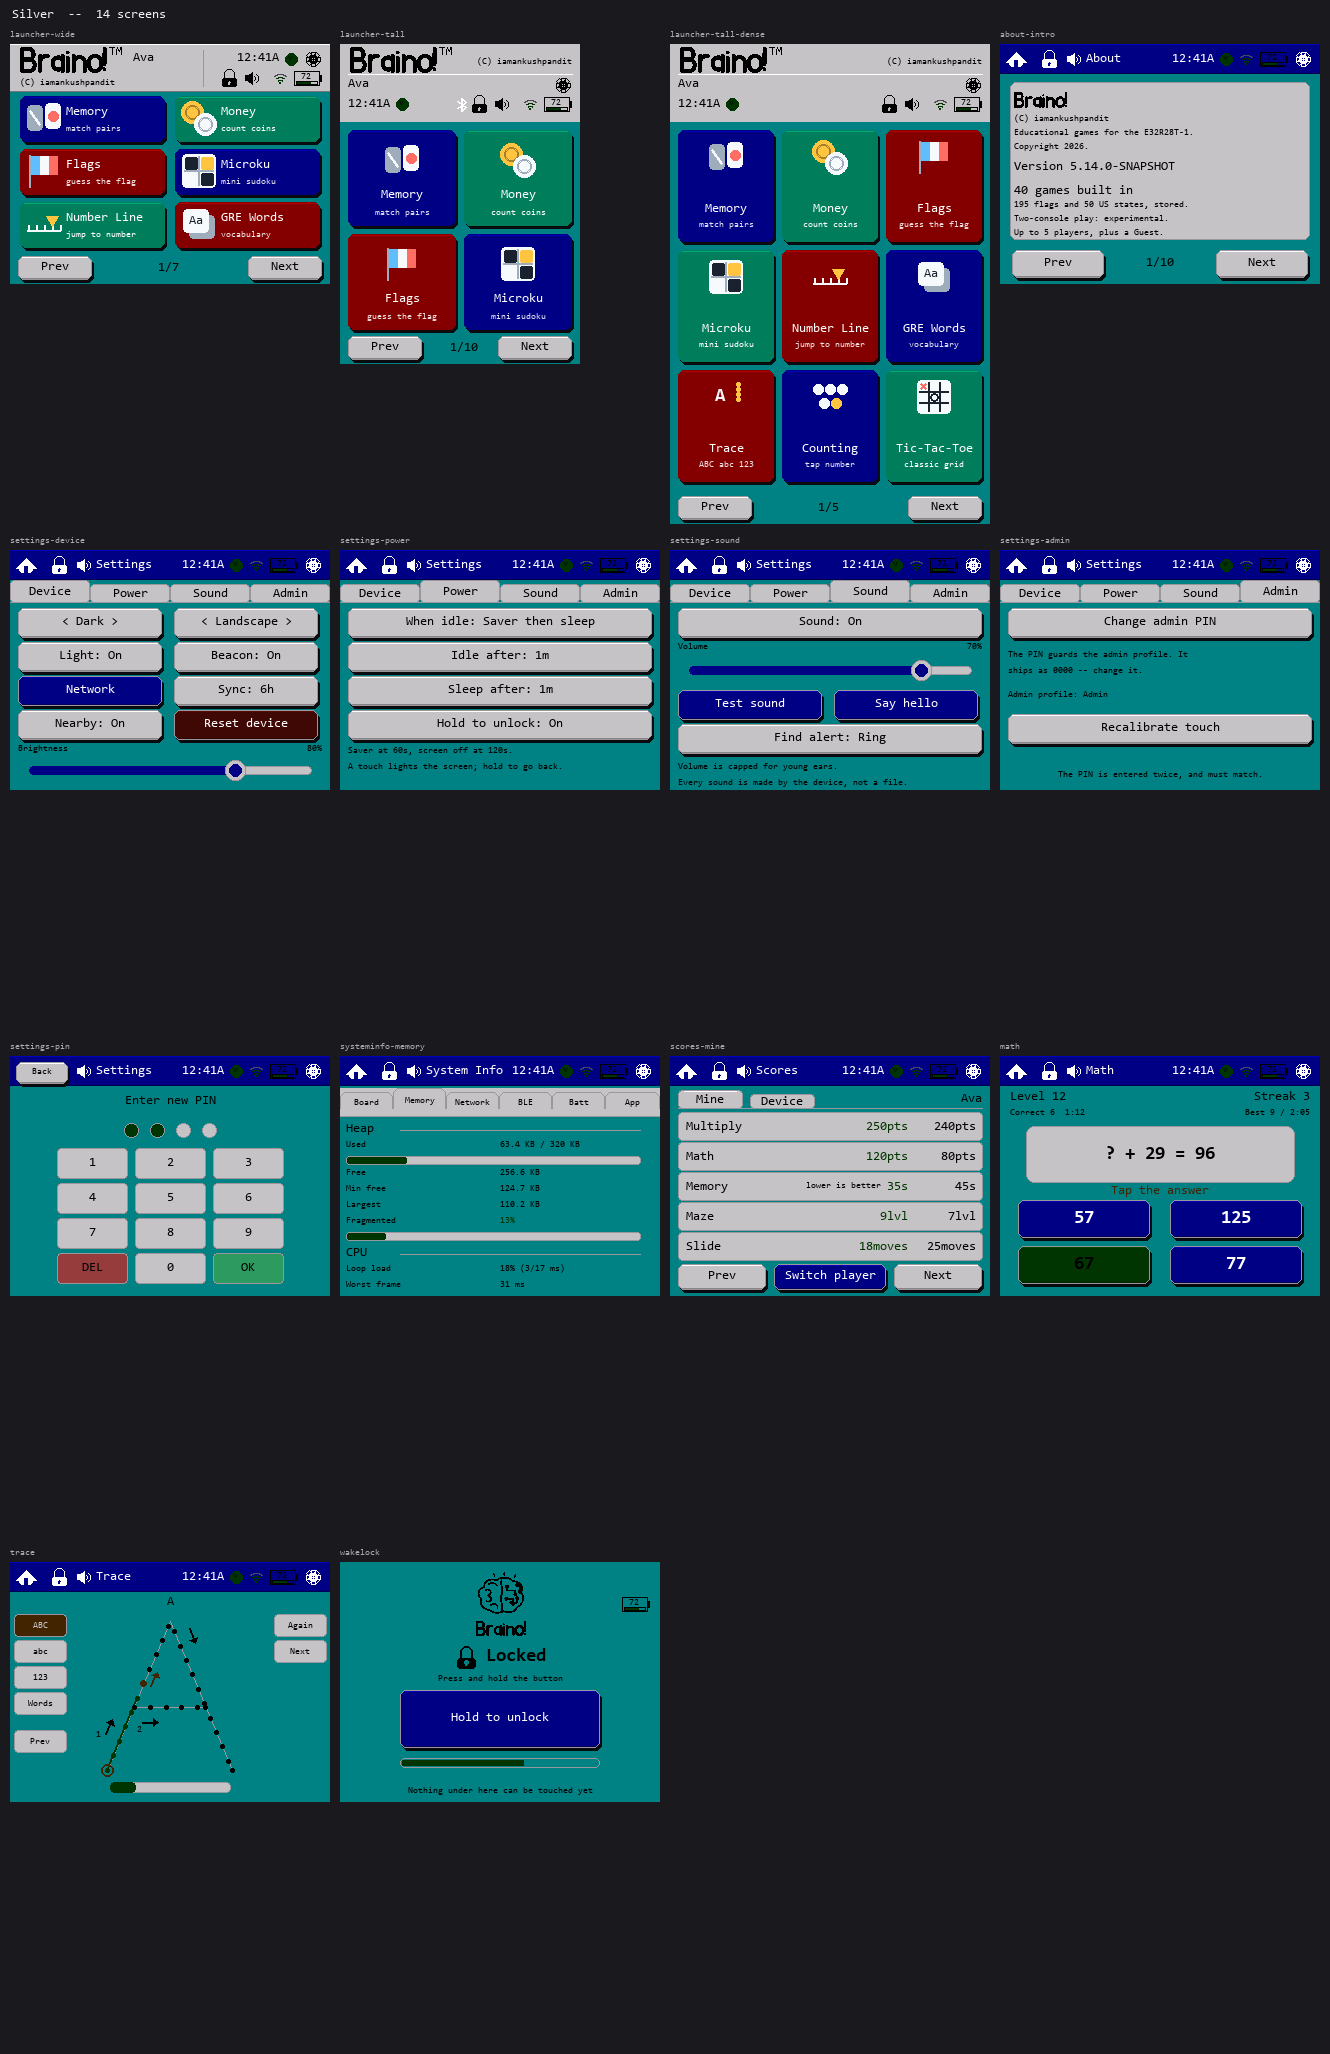 Silver  --  14 screens
launcher-wide
Braino!™ Ava 12:41A
(C) iamankushpandit 72
Memory
match pairs
Money
count coins
Flags
guess the flag
Microku
mini sudoku
Number Line
jump to number
Aa
GRE Words
vocabulary
Prev 1/7 Next
launcher-tall
Braino!™ (C) iamankushpandit
Ava
12:41A 72
Memory
match pairs
Money
count coins
Flags
guess the flag
Microku
mini sudoku
Prev 1/10 Next
launcher-tall-dense
Braino!™ (C) iamankushpandit
Ava
12:41A 72
Memory
match pairs
Money
count coins
Flags
guess the flag
Microku
mini sudoku
Number Line
jump to number
Aa
GRE Words
vocabulary
A
Trace
ABC abc 123
Counting
tap number
Tic-Tac-Toe
classic grid
Prev 1/5 Next
about-intro
About 12:41A
Braino!
(C) iamankushpandit
Educational games for the E32R28T-1.
Copyright 2026.
Version 5.14.0-SNAPSHOT
40 games built in
195 flags and 50 US states, stored.
Two-console play: experimental.
Up to 5 players, plus a Guest.
Prev 1/10 Next
settings-device
Settings 12:41A
Device Power Sound Admin
< Dark > < Landscape >
Light: On Beacon: On
Network Sync: 6h
Nearby: On Reset device
Brightness 80%
settings-power
Settings 12:41A
Device Power Sound Admin
When idle: Saver then sleep
Idle after: 1m
Sleep after: 1m
Hold to unlock: On
Saver at 60s, screen off at 120s.
A touch lights the screen; hold to go back.
settings-sound
Settings 12:41A
Device Power Sound Admin
Sound: On
Volume 70%
Test sound Say hello
Find alert: Ring
Volume is capped for young ears.
Every sound is made by the device, not a file.
settings-admin
Settings 12:41A
Device Power Sound Admin
Change admin PIN
The PIN guards the admin profile. It
ships as 0000 -- change it.
Admin profile: Admin
Recalibrate touch
The PIN is entered twice, and must match.
settings-pin
Back Settings 12:41A
Enter new PIN
1 2 3
4 5 6
7 8 9
DEL 0 OK
systeminfo-memory
System Info 12:41A
Board Memory Network BLE Batt App
Heap
Used 63.4 KB / 320 KB
Free 256.6 KB
Min free 124.7 KB
Largest 110.2 KB
Fragmented 13%
CPU
Loop load 18% (3/17 ms)
Worst frame 31 ms
scores-mine
Scores 12:41A
Mine Device Ava
Multiply 250pts 240pts
Math 120pts 80pts
Memory lower is better 35s 45s
Maze 9lvl 7lvl
Slide 18moves 25moves
Prev Switch player Next
math
Math 12:41A
Level 12 Streak 3
Correct 6 1:12 Best 9 / 2:05
? + 29 = 96
Tap the answer
57 125
67 77
trace
Trace 12:41A
A
ABC
abc
123
Words
Prev
Again
Next
1
2
wakelock
72
Braino!
Locked
Press and hold the button
Hold to unlock
Nothing under here can be touched yet